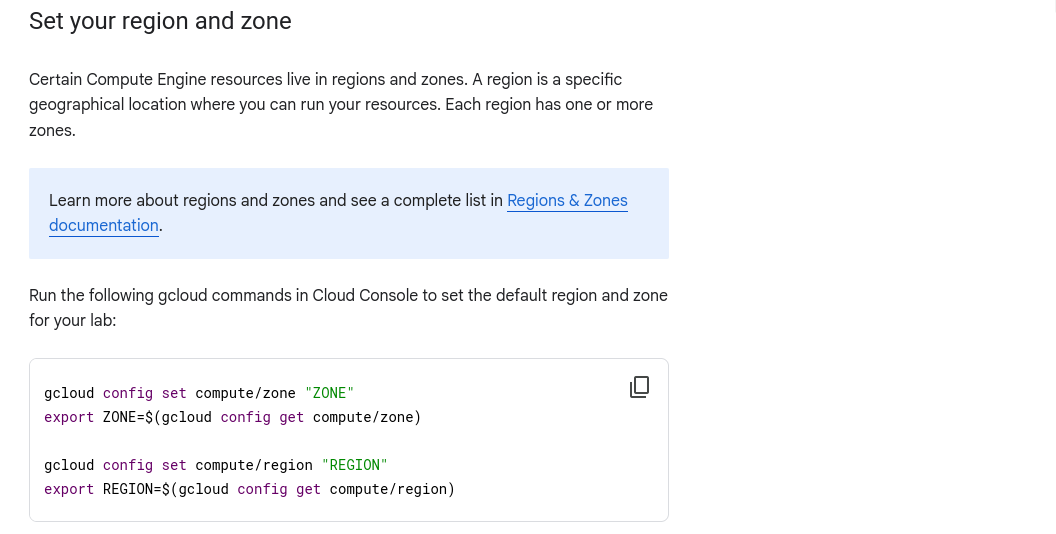 Set your region and zone
Certain Compute Engine resources live in regions and zones. A region is a specific
geographical location where you can run your resources. Each region has one or more
zones.
Learn more about regions and zones and see a complete list in Regions & Zones
documentation.
Run the following gcloud commands in Cloud Console to set the default region and zone
for your lab:
gcloud config set compute/zone "ZONE"
export ZONE=$(gcloud config get compute/zone)
gcloud config set compute/region "REGION"
export REGION=$(gcloud config get compute/region)